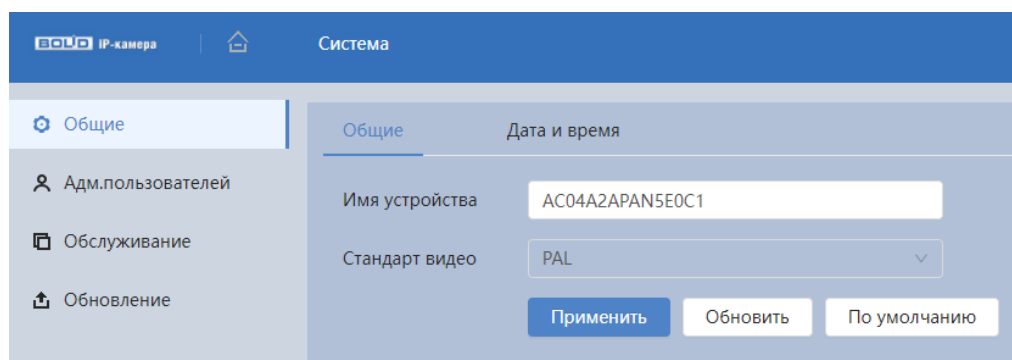 BOLID IP-камера
Система
Общие
Адм.пользователей
Обслуживание
Обновление
Общие
Дата и время
Имя устройства
AC04A2APAN5E0C1
Стандарт видео
PAL
Применить
Обновить
По умолчанию